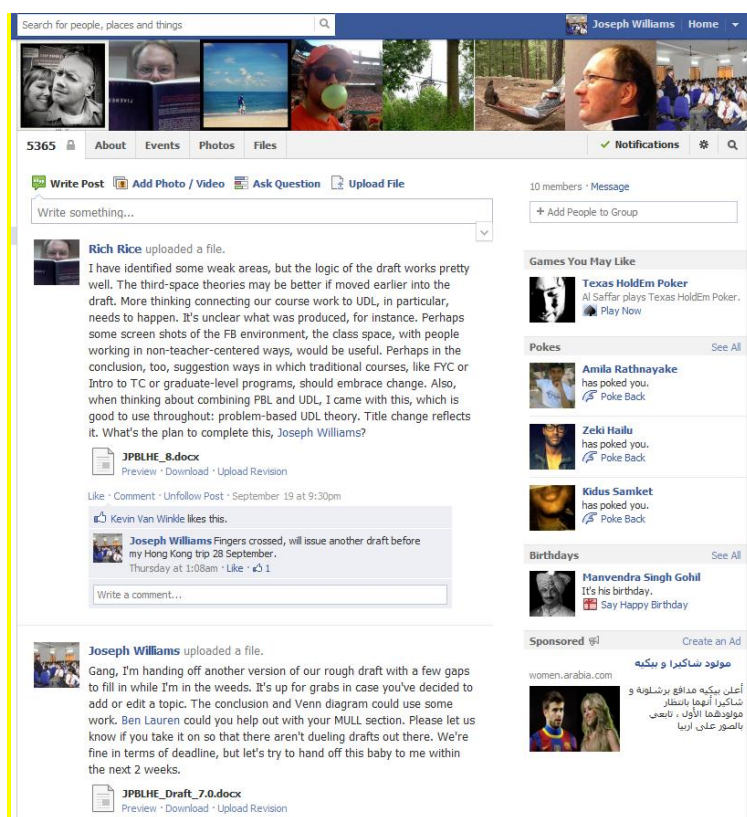 Search for people, places and things
Joseph Williams Home
5365 About Events Photos Files
Notifications
Write Post Add Photo / Video Ask Question Upload File
Write something...
Rich Rice uploaded a file.
I have identified some weak areas, but the logic of the draft works pretty
well. The third-space theories may be better if moved earlier into the
draft. More thinking connecting our course work to UDL, in particular,
needs to happen. It's unclear what was produced, for instance. Perhaps
some screen shots of the FB environment, the class space, with people
working in non-teacher-centered ways, would be useful. Perhaps in the
conclusion, too, suggestion ways in which traditional courses, like FYC or
Intro to TC or graduate-level programs, should embrace change. Also,
when thinking about combining PBL and UDL, I came with this, which is
good to use throughout: problem-based UDL theory. Title change reflects
it. What's the plan to complete this, Joseph Williams?
JPBLHE_8.docx
Preview · Download · Upload Revision
Like · Comment · Unfollow Post · September 19 at 9:30pm
Kevin Van Winkle likes this.
Joseph Williams Fingers crossed, will issue another draft before
my Hong Kong trip 28 September.
Thursday at 1:08am · Like · 1
Write a comment...
Joseph Williams uploaded a file.
Gang, I'm handing off another version of our rough draft with a few gaps
to fill in while I'm in the weeds. It's up for grabs in case you've decided to
add or edit a topic. The conclusion and Venn diagram could use some
work. Ben Lauren could you help out with your MULL section. Please let us
know if you take it on so that there aren't dueling drafts out there. We're
fine in terms of deadline, but let's try to hand off this baby to me within
the next 2 weeks.
JPBLHE_Draft_7.0.docx
Preview · Download · Upload Revision
10 members · Message
+ Add People to Group
Games You May Like
Texas HoldEm Poker
Al Saffar plays Texas HoldEm Poker.
Play Now
Pokes See All
Amila Rathnayake
has poked you.
Poke Back
Zeki Hailu
has poked you.
Poke Back
Kidus Samket
has poked you.
Poke Back
Birthdays See All
Manvendra Singh Gohil
It's his birthday.
Say Happy Birthday
Sponsored Create an Ad
مولود شاكيرا و بيكيه
women.arabia.com
أعلن بيكيه مدافع برشلونة و
شاكيرا أنهما بانتظار
مولودهما الأول ، تابعي
بالصور على اربيا